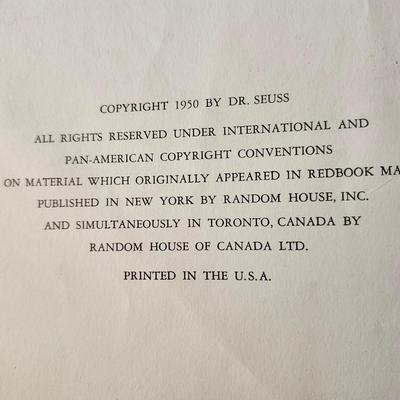 COPYRIGHT 1950 BY DR. SEUSS
ALL RIGHTS RESERVED UNDER INTERNATIONAL AND
PAN-AMERICAN COPYRIGHT CONVENTIONS
ON MATERIAL WHICH ORIGINALLY APPEARED IN REDBOOK MA
PUBLISHED IN NEW YORK BY RANDOM HOUSE, INC.
AND SIMULTANEOUSLY IN TORONTO, CANADA BY
RANDOM HOUSE OF CANADA LTD.
PRINTED IN THE U.S.A.